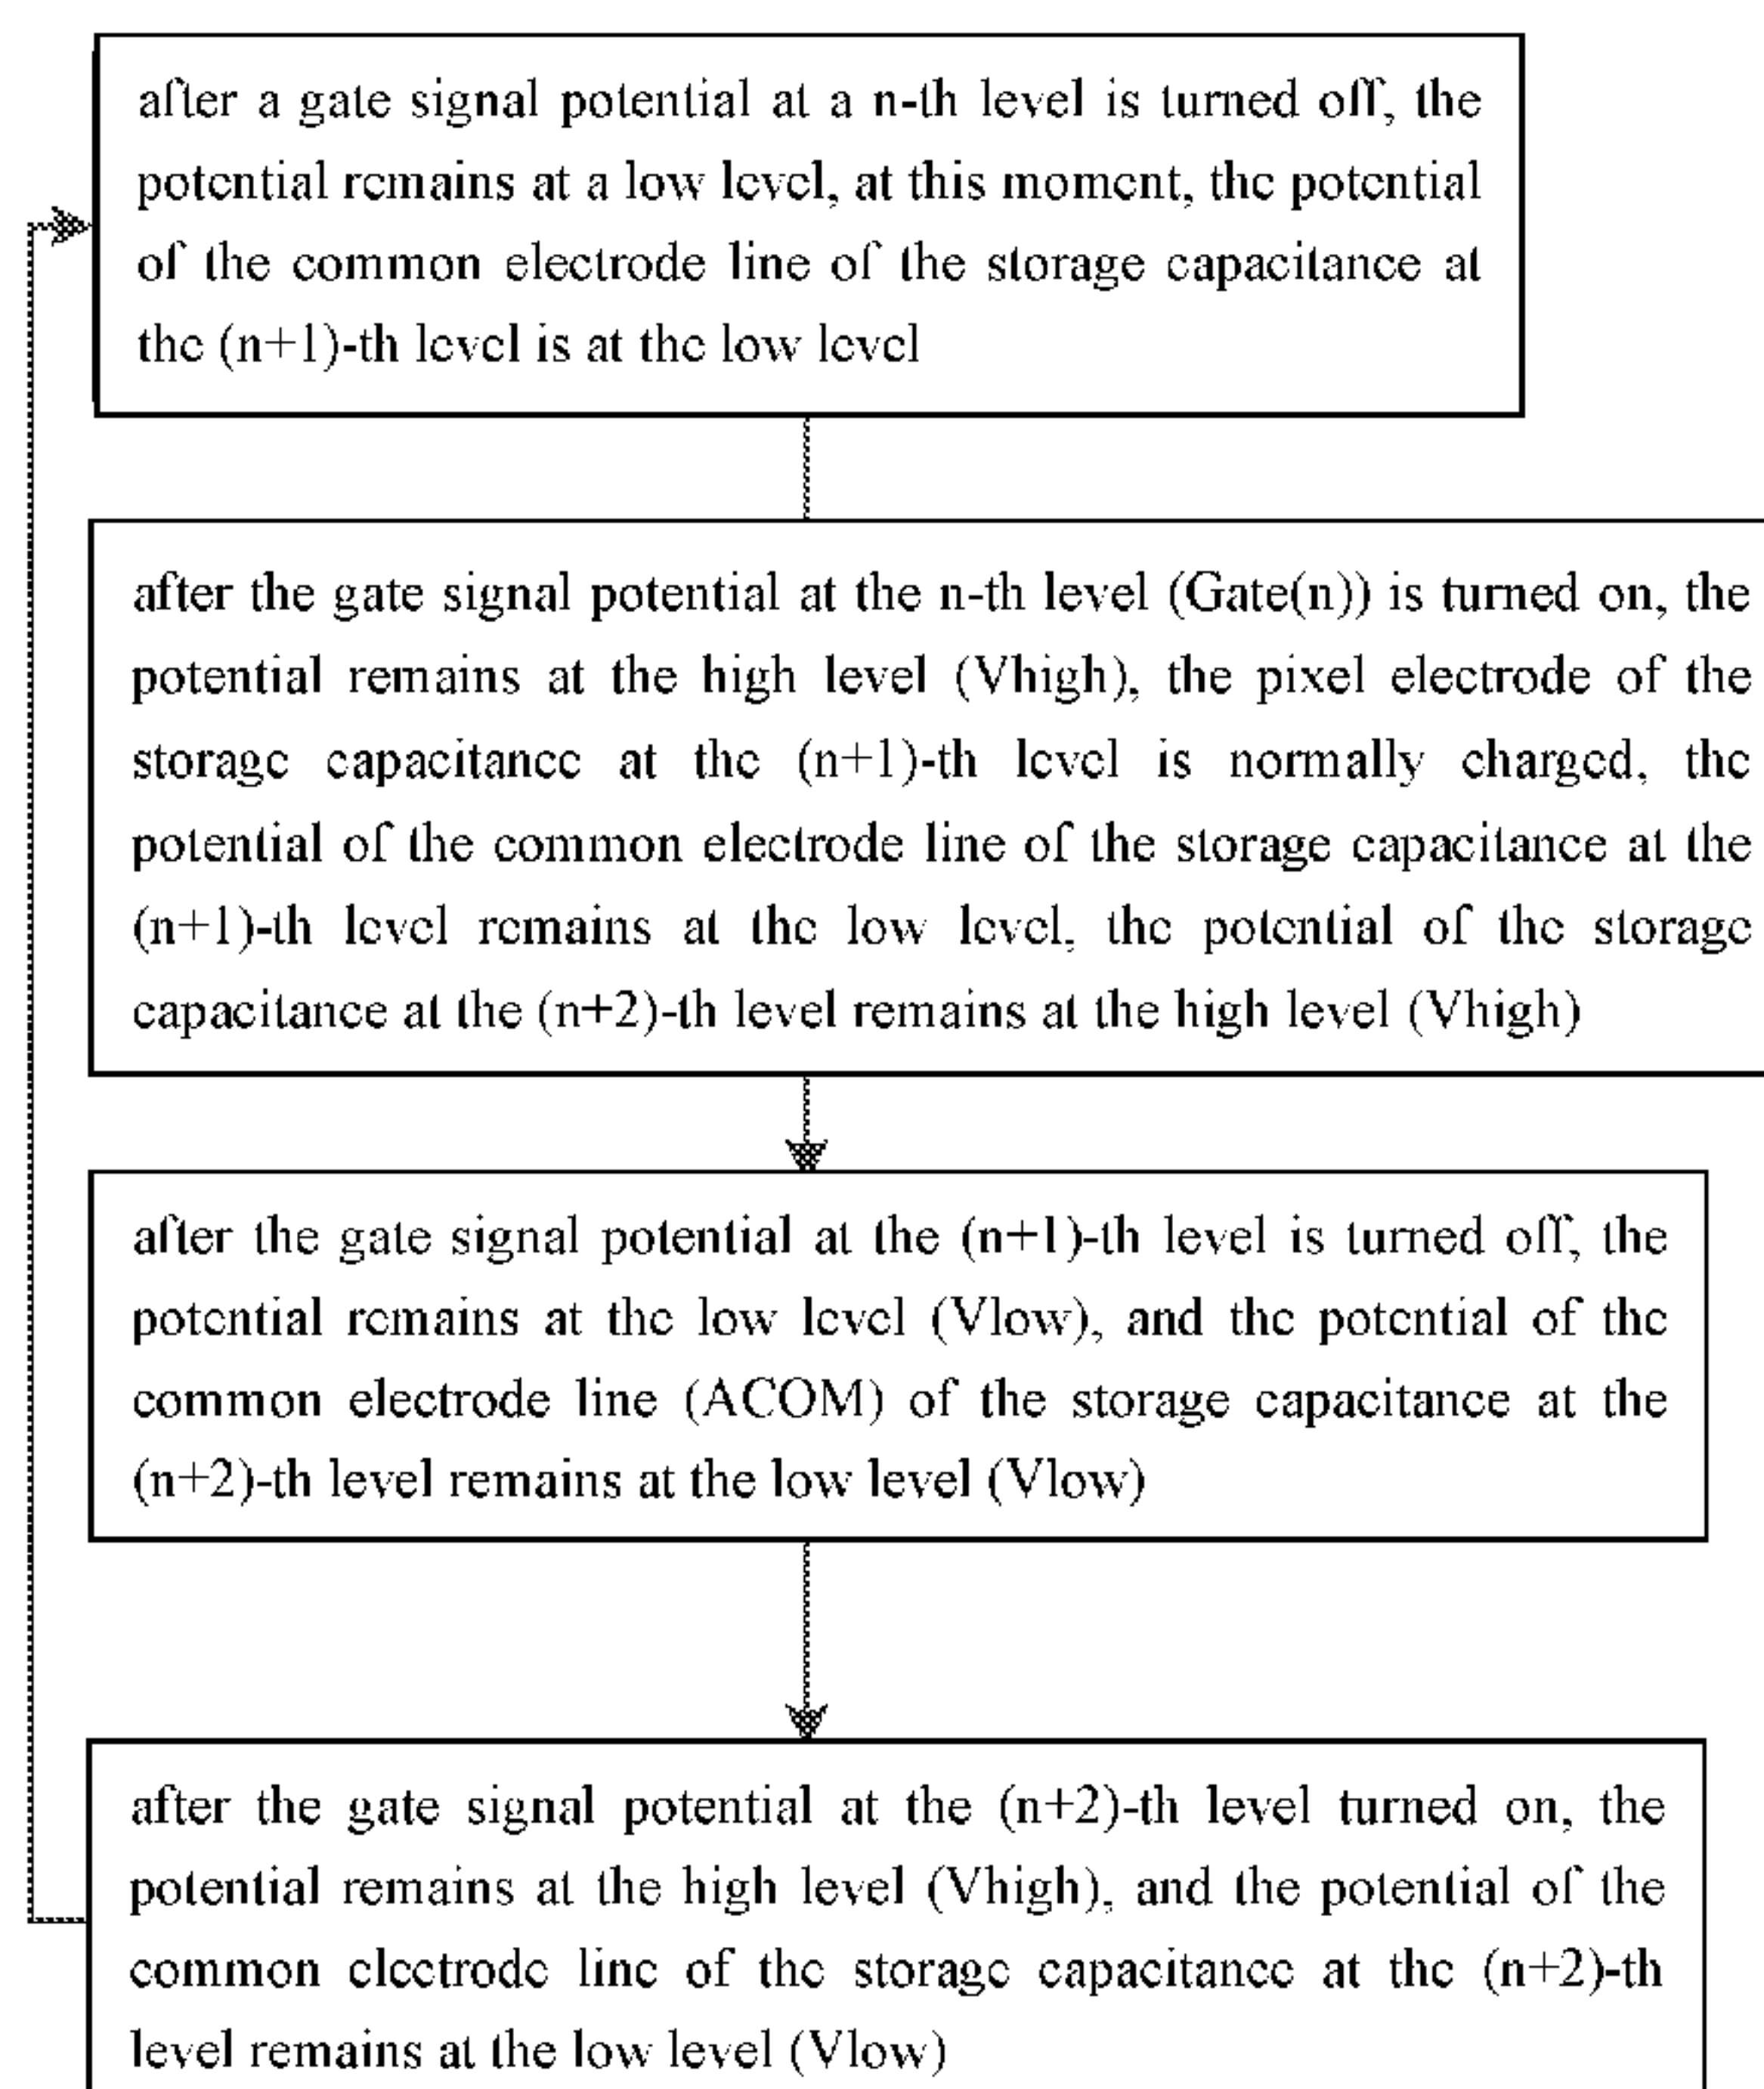 after a gate signal potential at a n-th level is turned off, the
potential remains at a low level, at this moment, the potential
of the common electrode line of the storage capacitance at
the (n+1)-th level is at the low level
after the gate signal potential at the n-th level (Gate(n)) is turned on, the
potential remains at the high level (Vhigh), the pixel electrode of the
storage capacitance at the (n+1)-th level is normally charged, the
potential of the common electrode line of the storage capacitance at the
(n+1)-th level remains at the low level, the potential of the storage
capacitance at the (n+2)-th level remains at the high level (Vhigh)
after the gate signal potential at the (n+1)-th level is turned off, the
potential remains at the low level (Vlow), and the potential of the
common electrode line (ACOM) of the storage capacitance at the
(n+2)-th level remains at the low level (Vlow)
after the gate signal potential at the (n+2)-th level turned on, the
potential remains at the high level (Vhigh), and the potential of the
common electrode line of the storage capacitance at the (n+2)-th
level remains at the low level (Vlow)